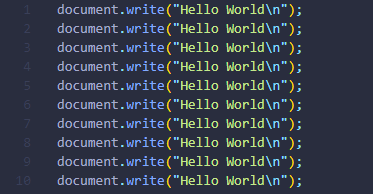 1 document.write("Hello World\n");
2 document.write("Hello World\n");
3 document.write("Hello World\n");
4 document.write("Hello World\n");
5 document.write("Hello World\n");
6 document.write("Hello World\n");
7 document.write("Hello World\n");
8 document.write("Hello World\n");
9 document.write("Hello World\n");
10 document.write("Hello World\n");